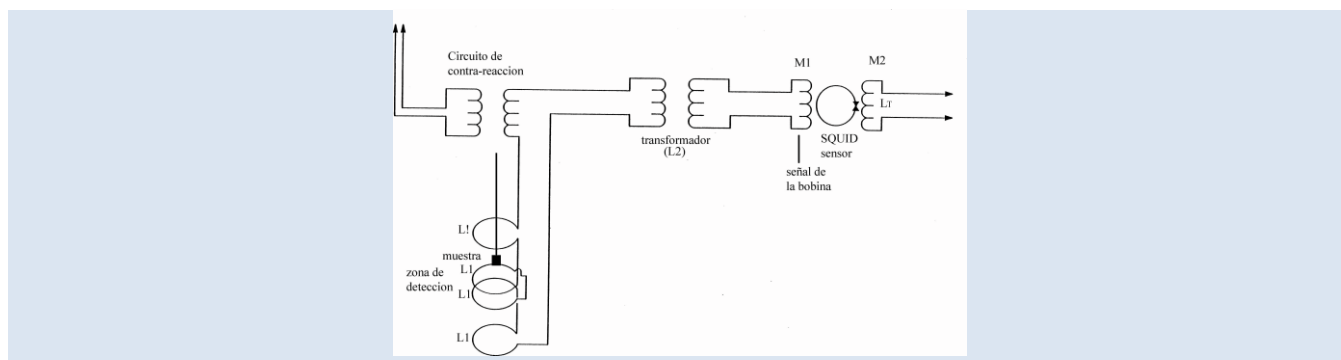 Circuito de
contra-reaccion
M1
M2
LT
transformador
(L2)
SQUID
sensor
señal de
la bobina
L!
muestra
L1
zona de
deteccion
L1
L1